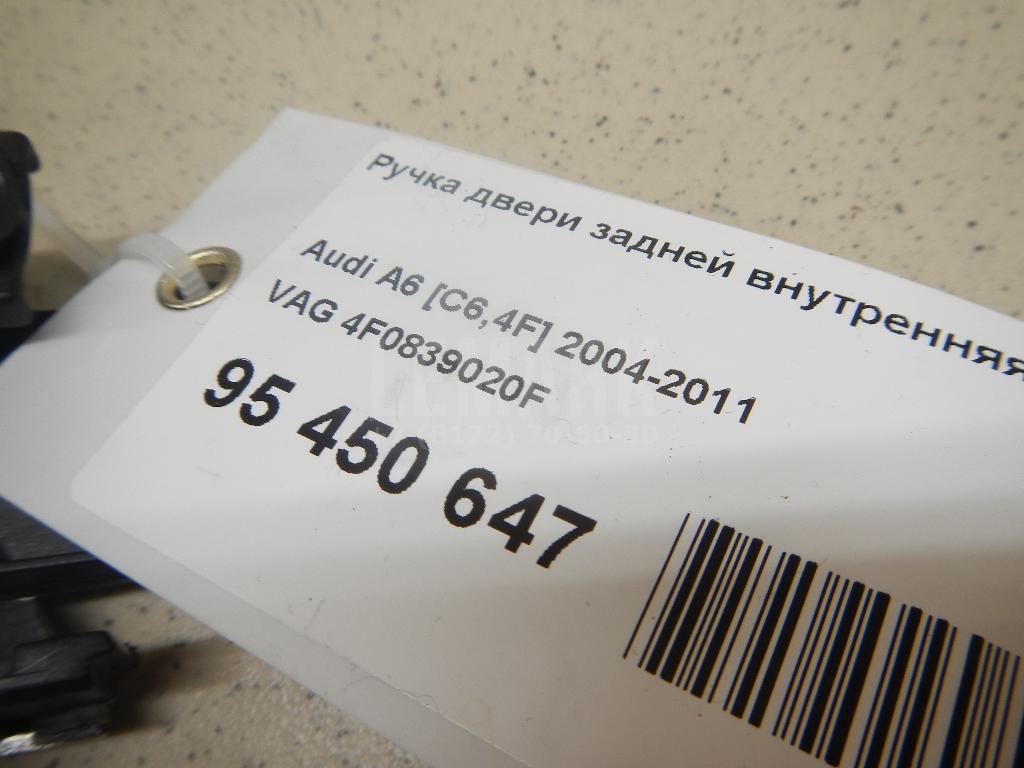 Ручка двери задней внутренняя
Audi A6 [C6,4F] 2004-2011
VAG 4F0839020F
95 450 647